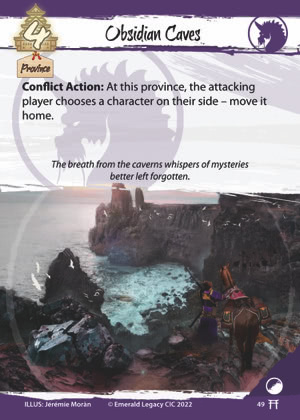 Obsidian Caves
4
Province
Conflict Action: At this province, the attacking
player chooses a character on their side – move it
home.
The breath from the caverns whispers of mysteries
better left forgotten.
ILLUS: Jérémie Moràn © Emerald Legacy CIC 2022 49